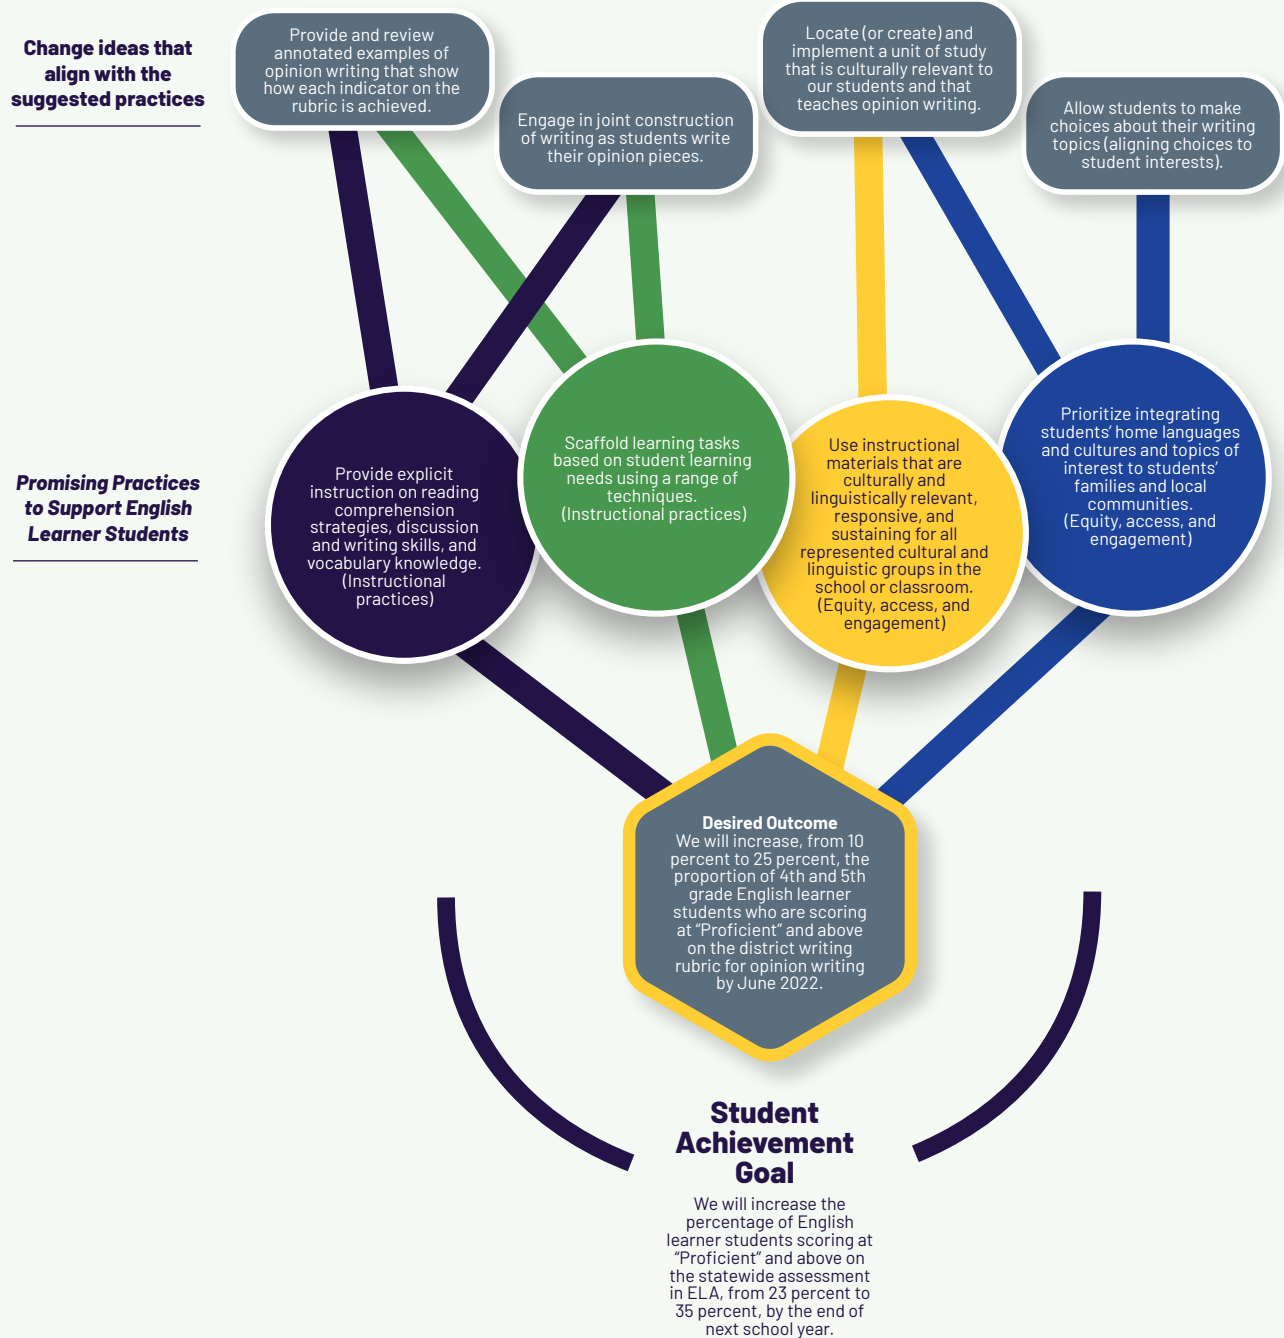 Change ideas that
align with the
suggested practices
Provide and review
annotated examples of
opinion writing that show
how each indicator on the
rubric is achieved.
Engage in joint construction
of writing as students write
their opinion pieces.
Locate (or create) and
implement a unit of study
that is culturally relevant to
our students and that
teaches opinion writing.
Allow students to make
choices about their writing
topics (aligning choices to
student interests).
Promising Practices
to Support English
Learner Students
Provide explicit
instruction on reading
comprehension
strategies, discussion
and writing skills, and
vocabulary knowledge.
(Instructional
practices)
Scaffold learning tasks
based on student learning
needs using a range of
techniques.
(Instructional practices)
Use instructional
materials that are
culturally and
linguistically relevant,
responsive, and
sustaining for all
represented cultural and
linguistic groups in the
school or classroom.
(Equity, access, and
engagement)
Prioritize integrating
students’ home languages
and cultures and topics of
interest to students’
families and local
communities.
(Equity, access, and
engagement)
Desired Outcome
We will increase, from 10
percent to 25 percent, the
proportion of 4th and 5th
grade English learner
students who are scoring
at “Proficient” and above
on the district writing
rubric for opinion writing
by June 2022.
Student
Achievement
Goal
We will increase the
percentage of English
learner students scoring at
“Proficient” and above on
the statewide assessment
in ELA, from 23 percent to
35 percent, by the end of
next school year.